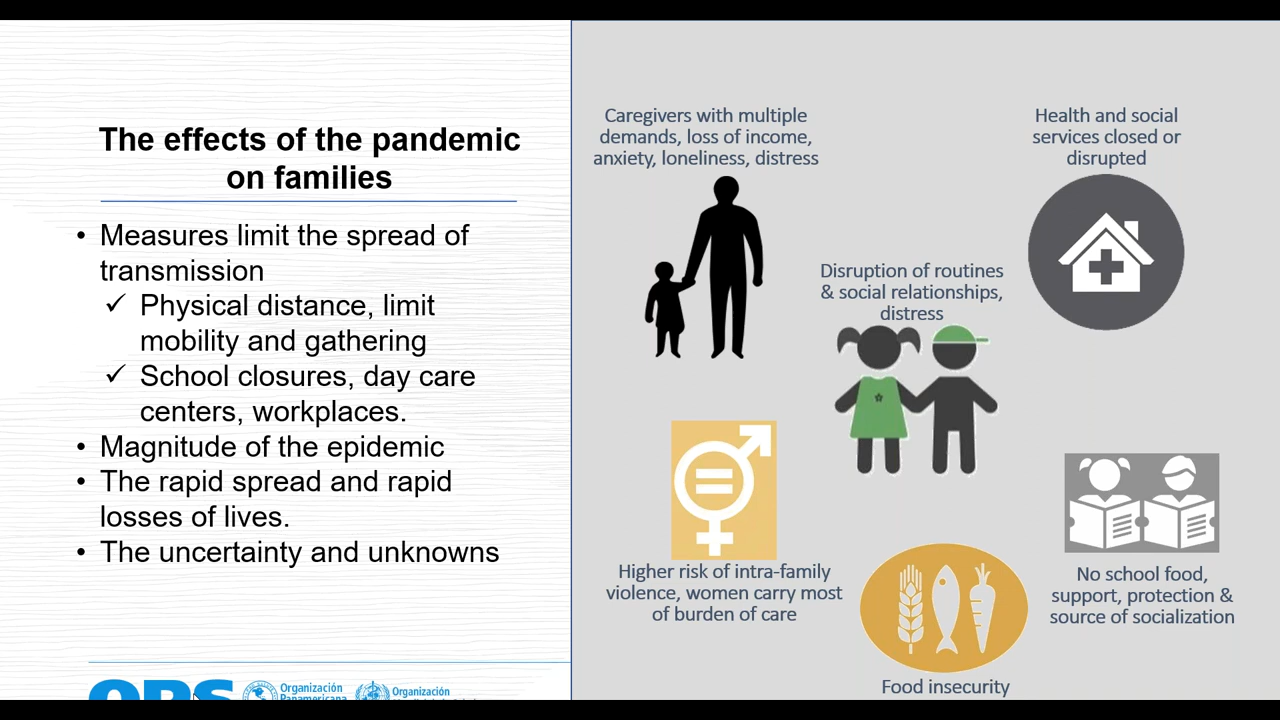 The effects of the pandemic
on families
• Measures limit the spread of
transmission
✓ Physical distance, limit
mobility and gathering
✓ School closures, day care
centers, workplaces.
• Magnitude of the epidemic
• The rapid spread and rapid
losses of lives.
• The uncertainty and unknowns
OPS
Organización
Organización
Caregivers with multiple
demands, loss of income,
anxiety, loneliness, distress
Health and social
services closed or
disrupted
Disruption of routines
& social relationships,
distress
Higher risk of intra-family
violence, women carry most
of burden of care
No school food,
support, protection &
source of socialization
Food insecurity